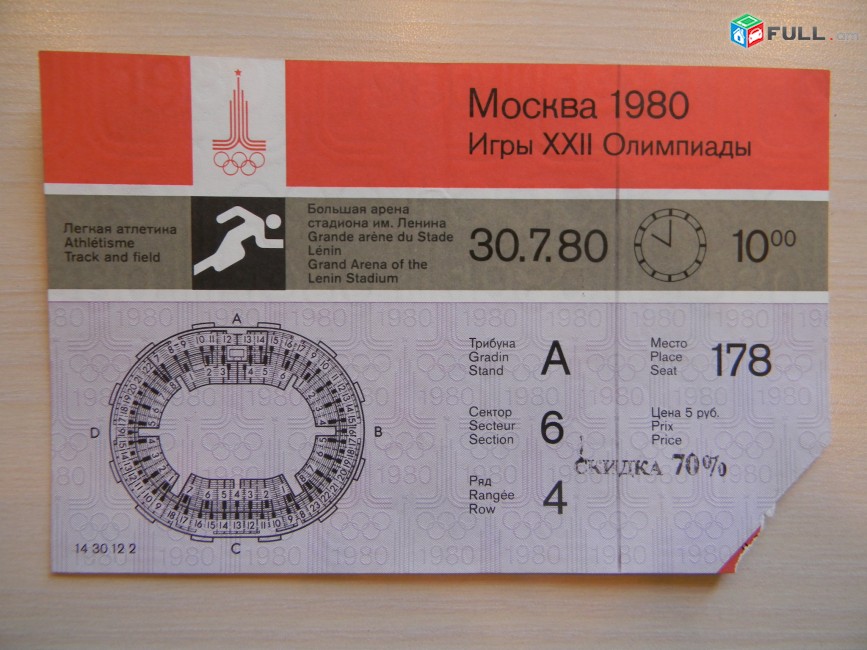 FULL.am
Москва 1980
Игры XXII Олимпиады
Легкая атлетика
Athlétisme
Track and field
Большая арена
стадиона им. Ленина
Grande arène du Stade
Lénin
Grand Arena of the
Lenin Stadium
30.7.80
10⁰⁰
A
B
C
D
14 30 12 2
Трибуна
Gradin
Stand
A
Место
Place
Seat
178
Сектор
Secteur
Section
6
Цена 5 руб.
Prix
Price
СКИДКА 70%
Ряд
Rangée
Row
4